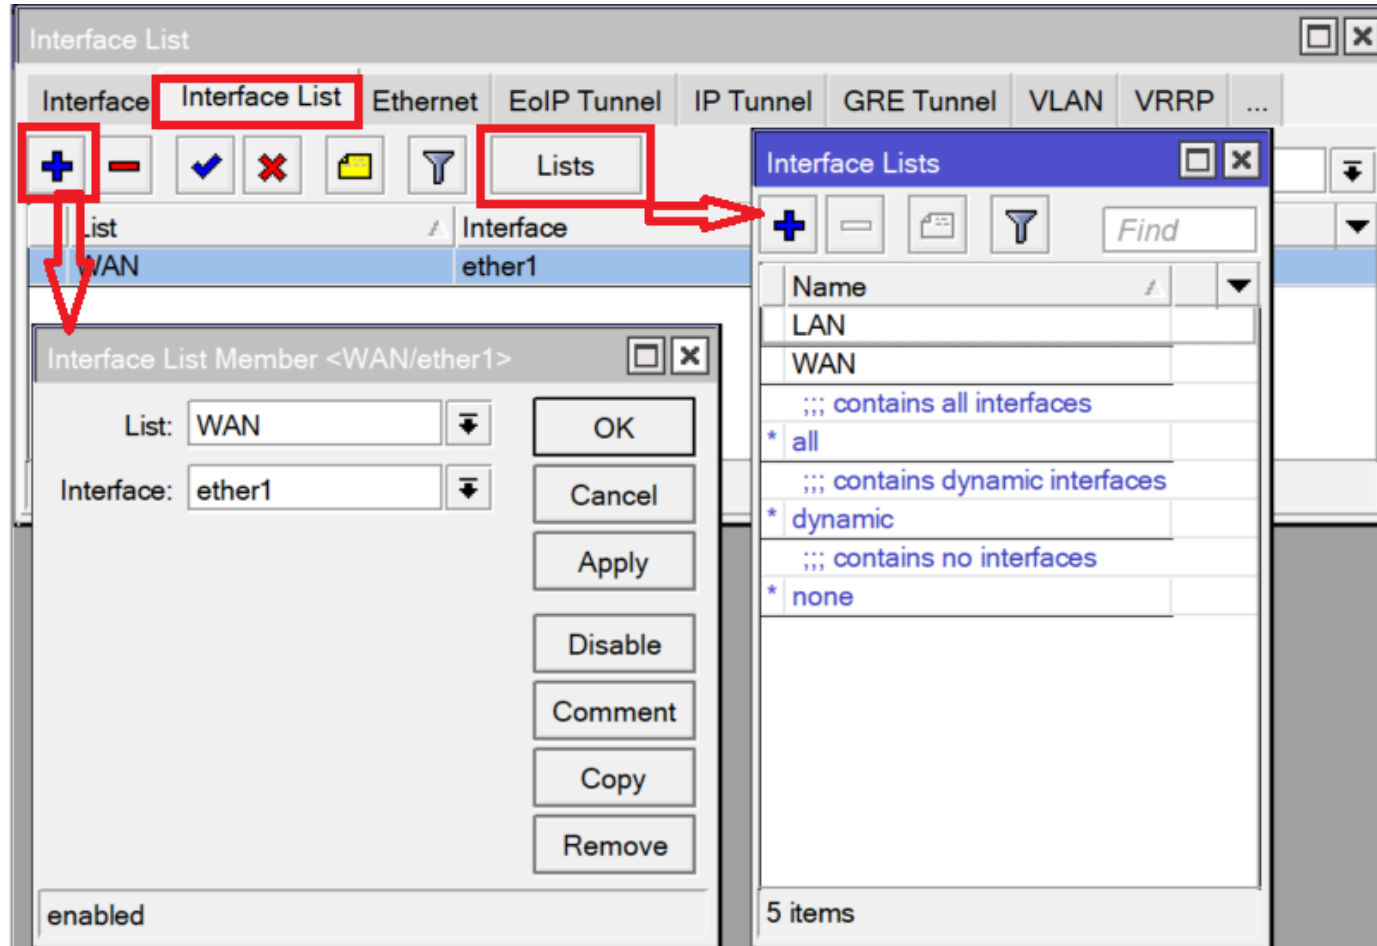 Interface List
Interface Interface List Ethernet EoIP Tunnel IP Tunnel GRE Tunnel VLAN VRRP ...
Lists
List Interface
WAN ether1
Interface List Member <WAN/ether1>
List: WAN
Interface: ether1
OK
Cancel
Apply
Disable
Comment
Copy
Remove
enabled
Interface Lists
Find
Name
LAN
WAN
;;; contains all interfaces
* all
;;; contains dynamic interfaces
* dynamic
;;; contains no interfaces
* none
5 items